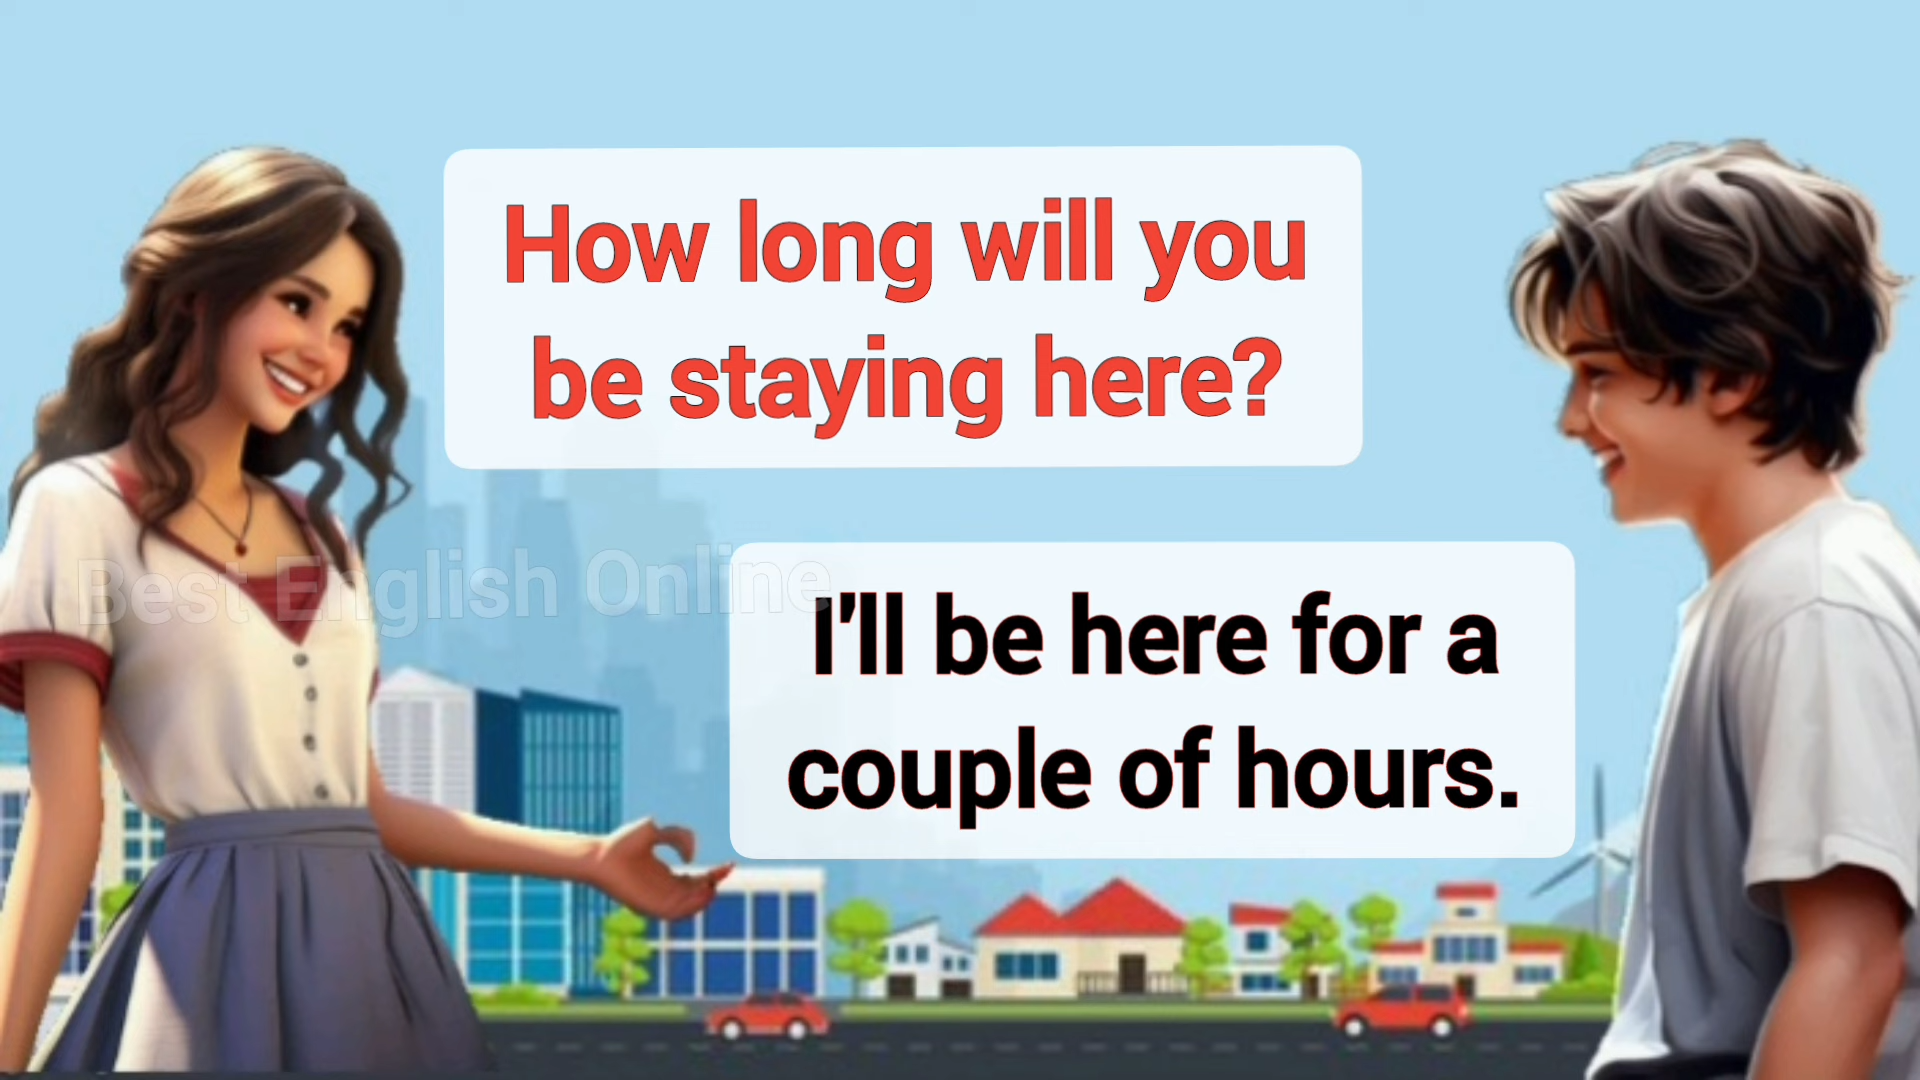 How long will you
be staying here?
Best English Online
I'll be here for a
couple of hours.